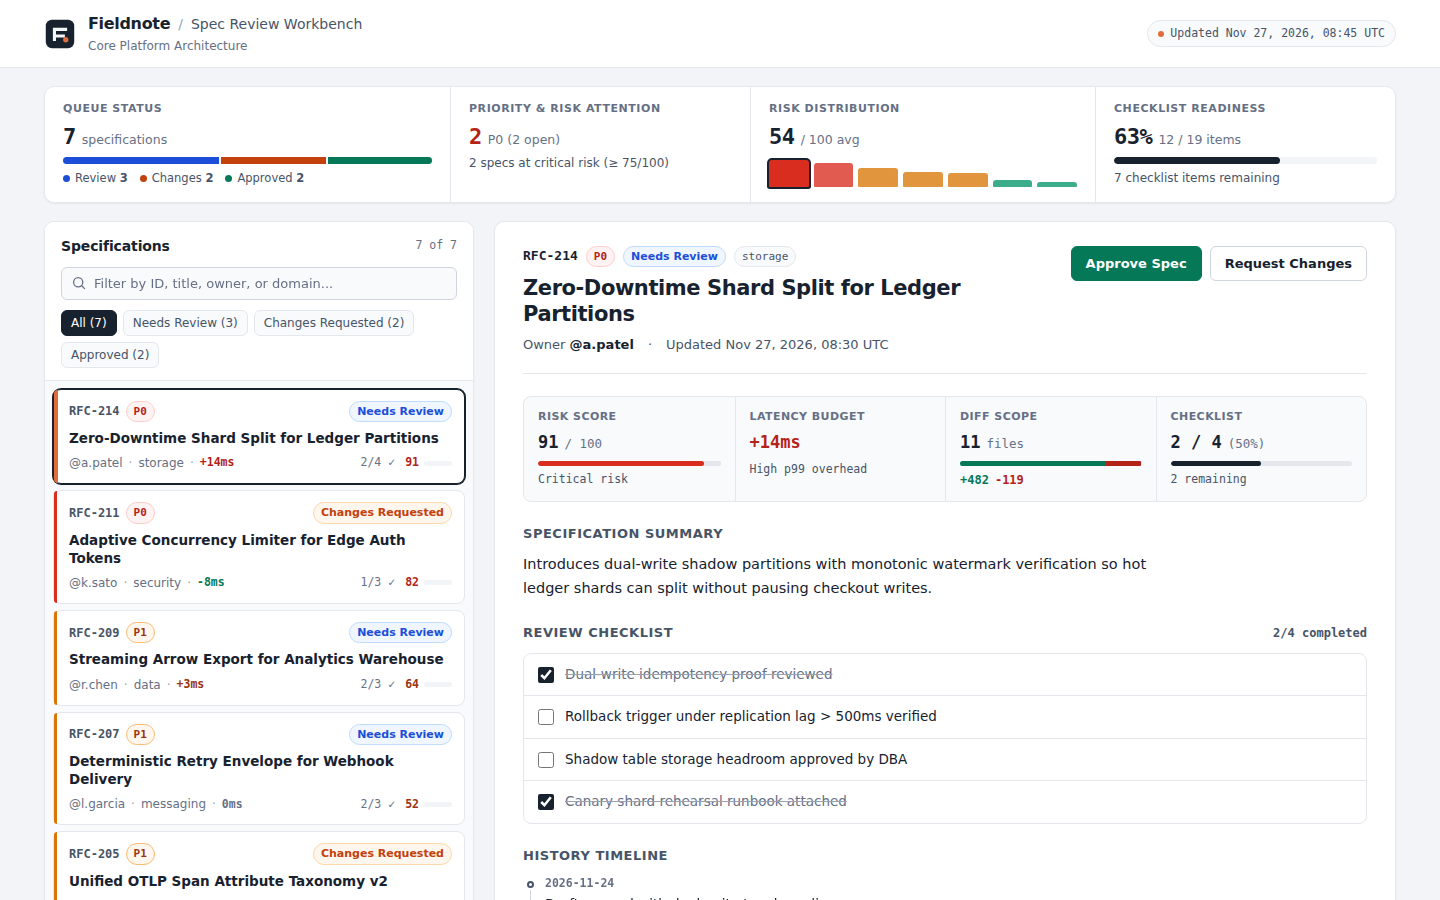 Fieldnote / Spec Review Workbench
Core Platform Architecture
Updated Nov 27, 2026, 08:45 UTC
QUEUE STATUS
7 specifications
Review 3 Changes 2 Approved 2
PRIORITY & RISK ATTENTION
2 P0 (2 open)
2 specs at critical risk (≥ 75/100)
RISK DISTRIBUTION
54 / 100 avg
CHECKLIST READINESS
63% 12 / 19 items
7 checklist items remaining
Specifications 7 of 7
Filter by ID, title, owner, or domain...
All (7) Needs Review (3) Changes Requested (2)
Approved (2)
RFC-214 P0 Needs Review
Zero-Downtime Shard Split for Ledger Partitions
@a.patel · storage · +14ms 2/4 ✓ 91
RFC-211 P0 Changes Requested
Adaptive Concurrency Limiter for Edge Auth
Tokens
@k.sato · security · -8ms 1/3 ✓ 82
RFC-209 P1 Needs Review
Streaming Arrow Export for Analytics Warehouse
@r.chen · data · +3ms 2/3 ✓ 64
RFC-207 P1 Needs Review
Deterministic Retry Envelope for Webhook
Delivery
@l.garcia · messaging · 0ms 2/3 ✓ 52
RFC-205 P1 Changes Requested
Unified OTLP Span Attribute Taxonomy v2
RFC-214 P0 Needs Review storage
Zero-Downtime Shard Split for Ledger
Partitions
Owner @a.patel · Updated Nov 27, 2026, 08:30 UTC
Approve Spec Request Changes
RISK SCORE
91 / 100
Critical risk
LATENCY BUDGET
+14ms
High p99 overhead
DIFF SCOPE
11 files
+482 -119
CHECKLIST
2 / 4 (50%)
2 remaining
SPECIFICATION SUMMARY
Introduces dual-write shadow partitions with monotonic watermark verification so hot
ledger shards can split without pausing checkout writes.
REVIEW CHECKLIST 2/4 completed
Dual-write idempotency proof reviewed
Rollback trigger under replication lag > 500ms verified
Shadow table storage headroom approved by DBA
Canary shard rehearsal runbook attached
HISTORY TIMELINE
2026-11-24